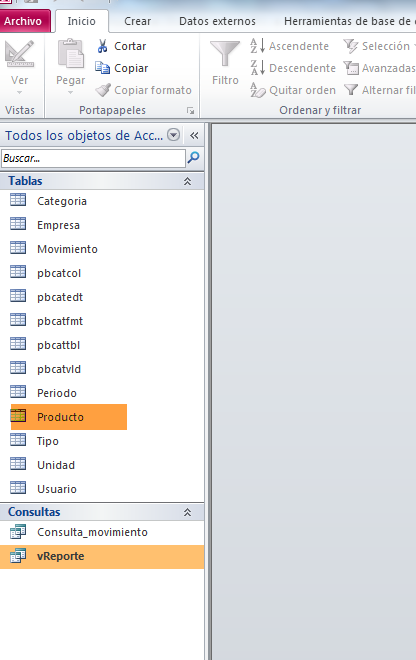 Archivo Inicio Crear Datos externos Herramientas de base de
Ver
Vistas
Pegar
Cortar
Copiar
Copiar formato
Portapapeles
Filtro
Ascendente
Descendente
Quitar orden
Selección
Avanzadas
Alternar fil
Ordenar y filtrar
Todos los objetos de Acc...
Buscar...
Tablas
Categoria
Empresa
Movimiento
pbcatcol
pbcatedt
pbcatfmt
pbcattbl
pbcatvld
Periodo
Producto
Tipo
Unidad
Usuario
Consultas
Consulta_movimiento
vReporte